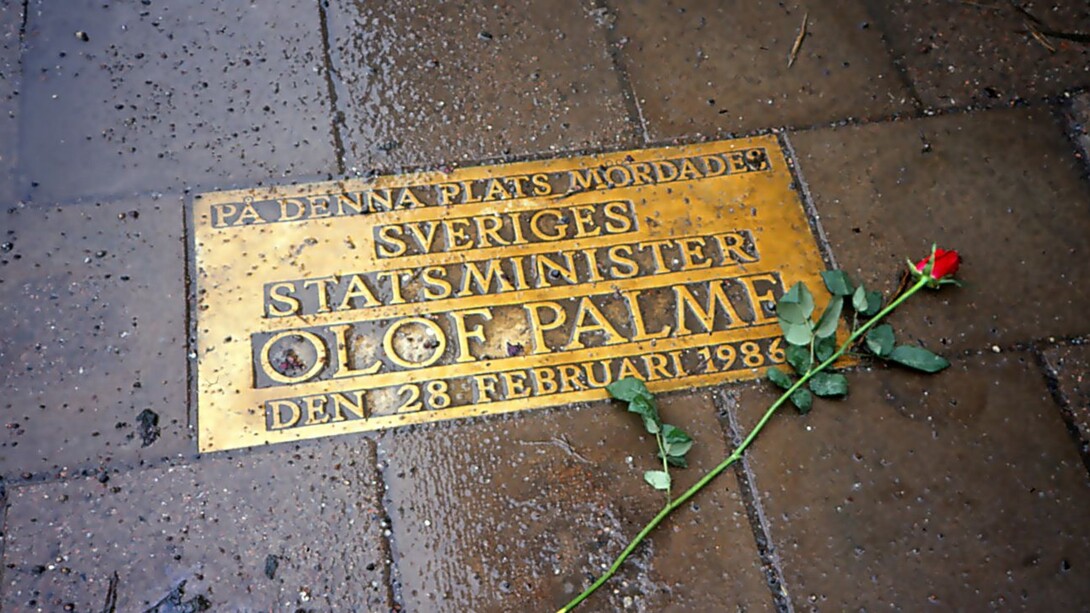 PÅ DENNA PLATS MÖRDADES
SVERIGES
STATSMINISTER
OLOF PALME
DEN 28 FEBRUARI 1986